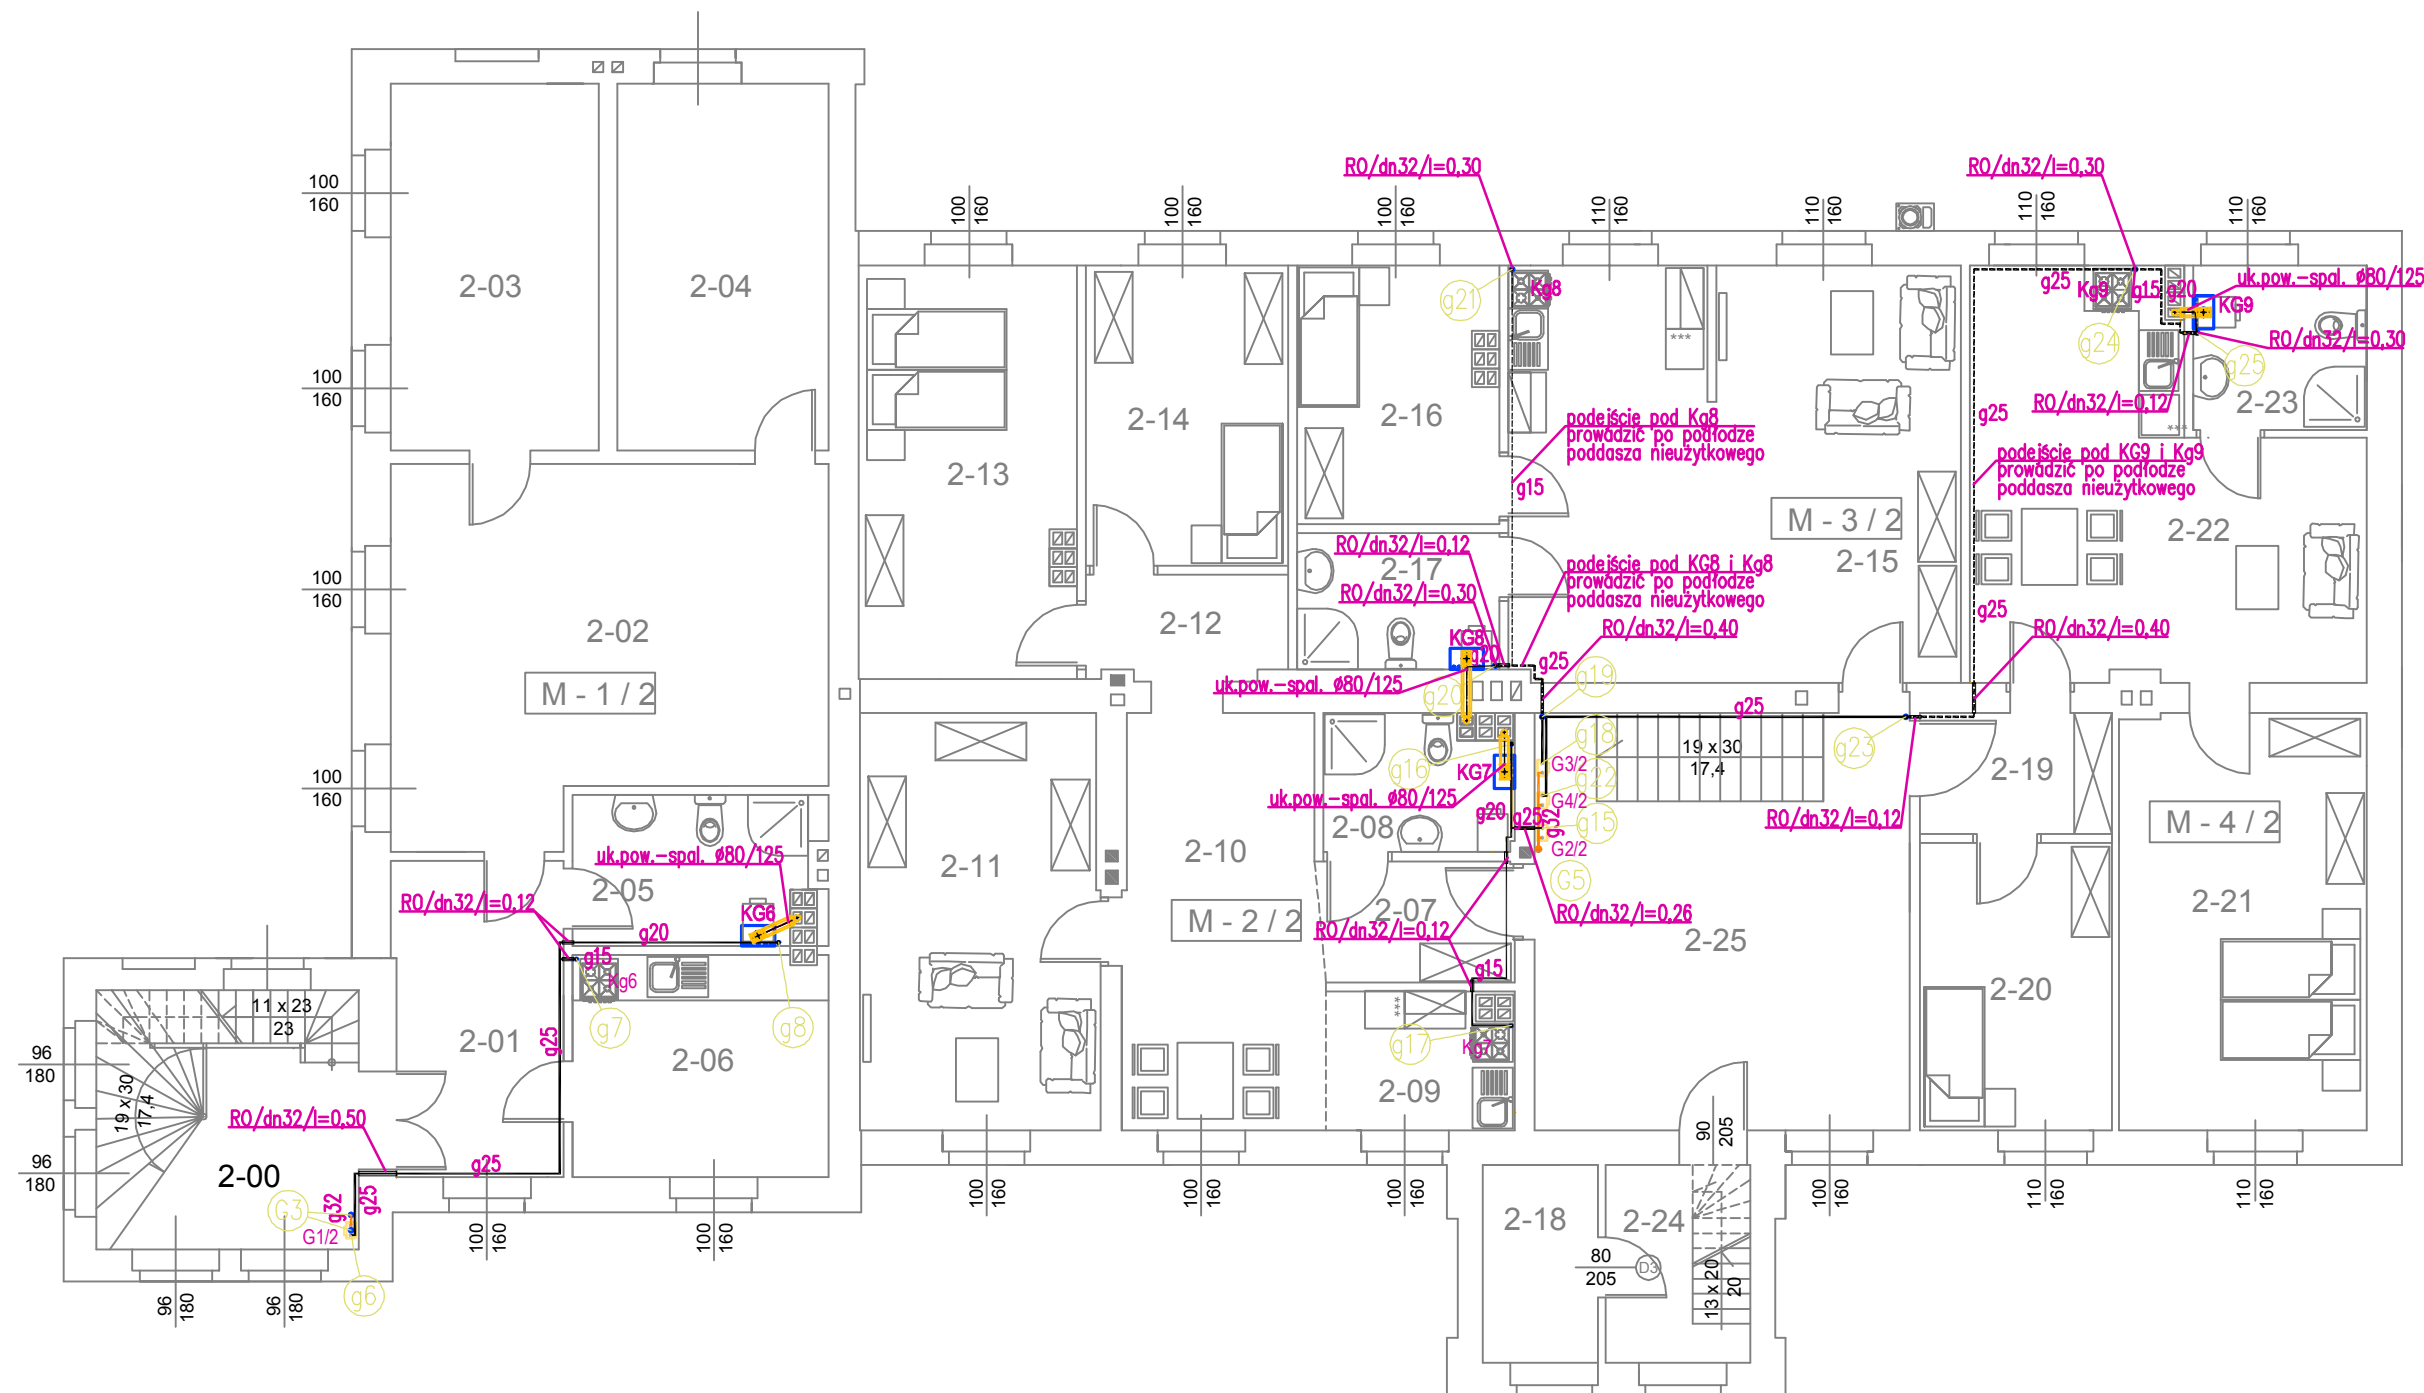 RO/dn32/l=0,30
RO/dn32/l=0,30
100
160
100
160
100
160
100
160
110
160
110
160
110
160
110
160
2-03
2-04
g21
Kg8
g25
Kg9
g15
g20
uk.pow.-spal. Ø80/125
KG9
g24
RO/dn32/l=0,30
g25
***
100
160
2-14
2-16
podejście pod Kg8
prowadzić po podłodze
poddasza nieużytkowego
g25
RO/dn32/l=0,12
2-23
***
2-13
g15
M - 3 / 2
podejście pod KG9 i Kg9
prowadzić po podłodze
poddasza nieużytkowego
2-22
RO/dn32/l=0,12
2-17
podejście pod KG8 i Kg8
prowadzić po podłodze
poddasza nieużytkowego
2-15
100
160
RO/dn32/l=0,30
g25
2-02
2-12
RO/dn32/l=0,40
RO/dn32/l=0,40
KG8
g20
g25
M - 1 / 2
uk.pow.-spal. Ø80/125
g20
g19
g25
g18
g23
19 x 30
17,4
100
160
g16
KG7
G3/2
g22
2-19
uk.pow.-spal. Ø80/125
G4/2
g20
g25
g32
g15
RO/dn32/l=0,12
M - 4 / 2
2-08
G2/2
uk.pow.-spal. Ø80/125
2-11
2-10
2-05
G5
RO/dn32/l=0,12
KG6
M - 2 / 2
2-07
RO/dn32/l=0,26
2-21
g20
RO/dn32/l=0,12
2-25
g15
Kg6
g15
2-20
11 x 23
23
***
g7
g8
2-01
g25
g17
Kg7
2-06
96
180
19 x 30
17,4
2-09
RO/dn32/l=0,50
90
205
96
180
2-00
g25
g32
g25
G3
G1/2
100
160
100
160
100
160
100
160
100
160
100
160
110
160
110
160
2-18
2-24
80
205
D3
13 x 20
20
g6
96
180
96
180